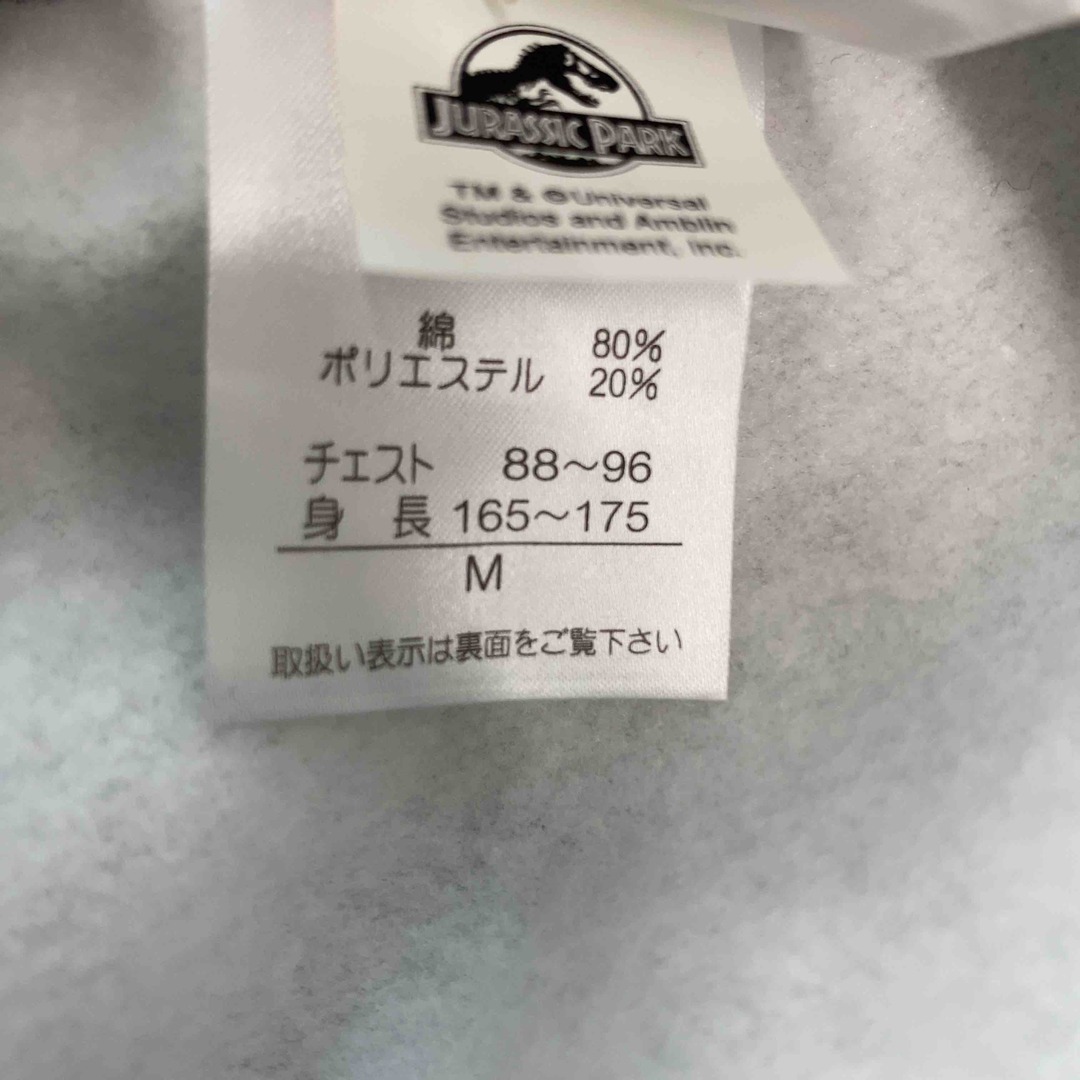 JURASSIC PARK
TM & ©Universal
Studios and Amblin
Entertainment, Inc.
綿 80%
ポリエステル 20%
チェスト 88～96
身 長 165～175
M
取扱い表示は裏面をご覧下さい